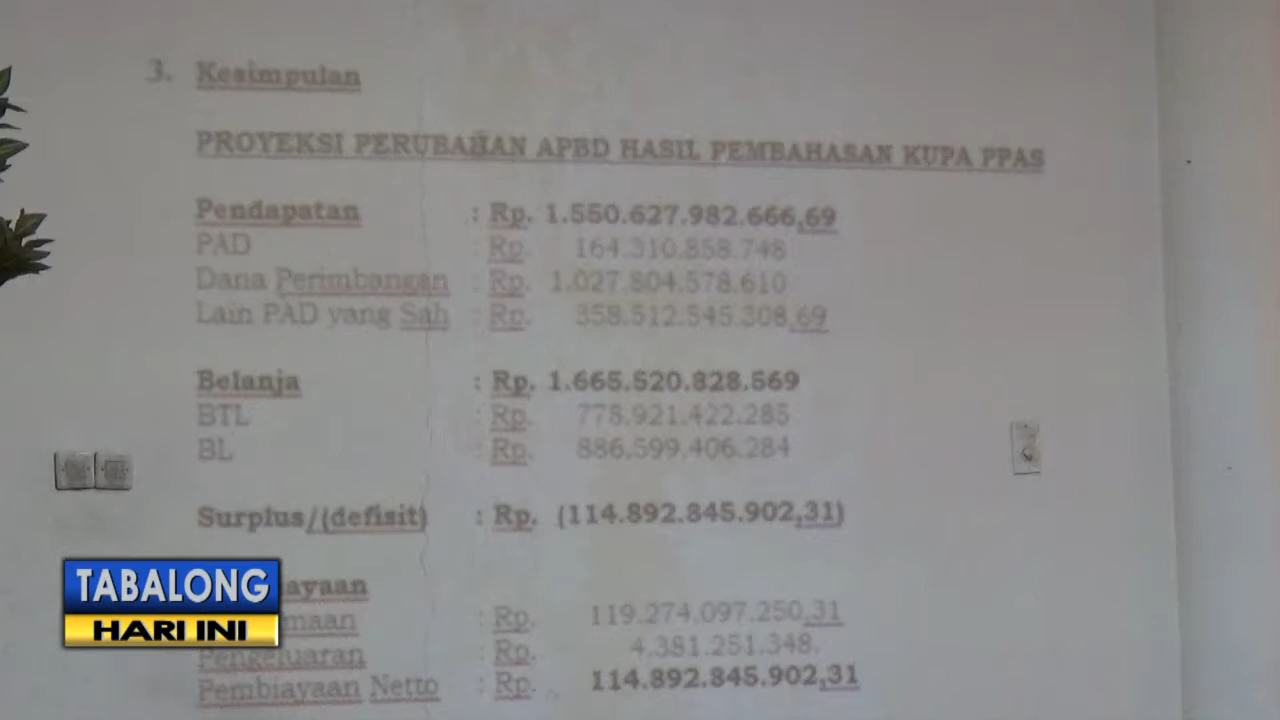 3. Kesimpulan
PROYEKSI PERUBAHAN APBD HASIL PEMBAHASAN KUPA PPAS
Pendapatan : Rp. 1.550.627.982.666,69
PAD : Rp. 164.310.858.748
Dana Perimbangan : Rp. 1.027.804.578.610
Lain PAD yang Sah : Rp. 358.512.545.308,69
Belanja : Rp. 1.665.520.828.569
BTL : Rp. 778.921.422.285
BL : Rp. 886.599.406.284
Surplus/(defisit) : Rp. (114.892.845.902,31)
ayaan
maan : Rp. 119.274.097.250,31
Pengeluaran : Rp. 4.381.251.348.
Pembiayaan Netto : Rp. 114.892.845.902,31
TABALONG
HARI INI